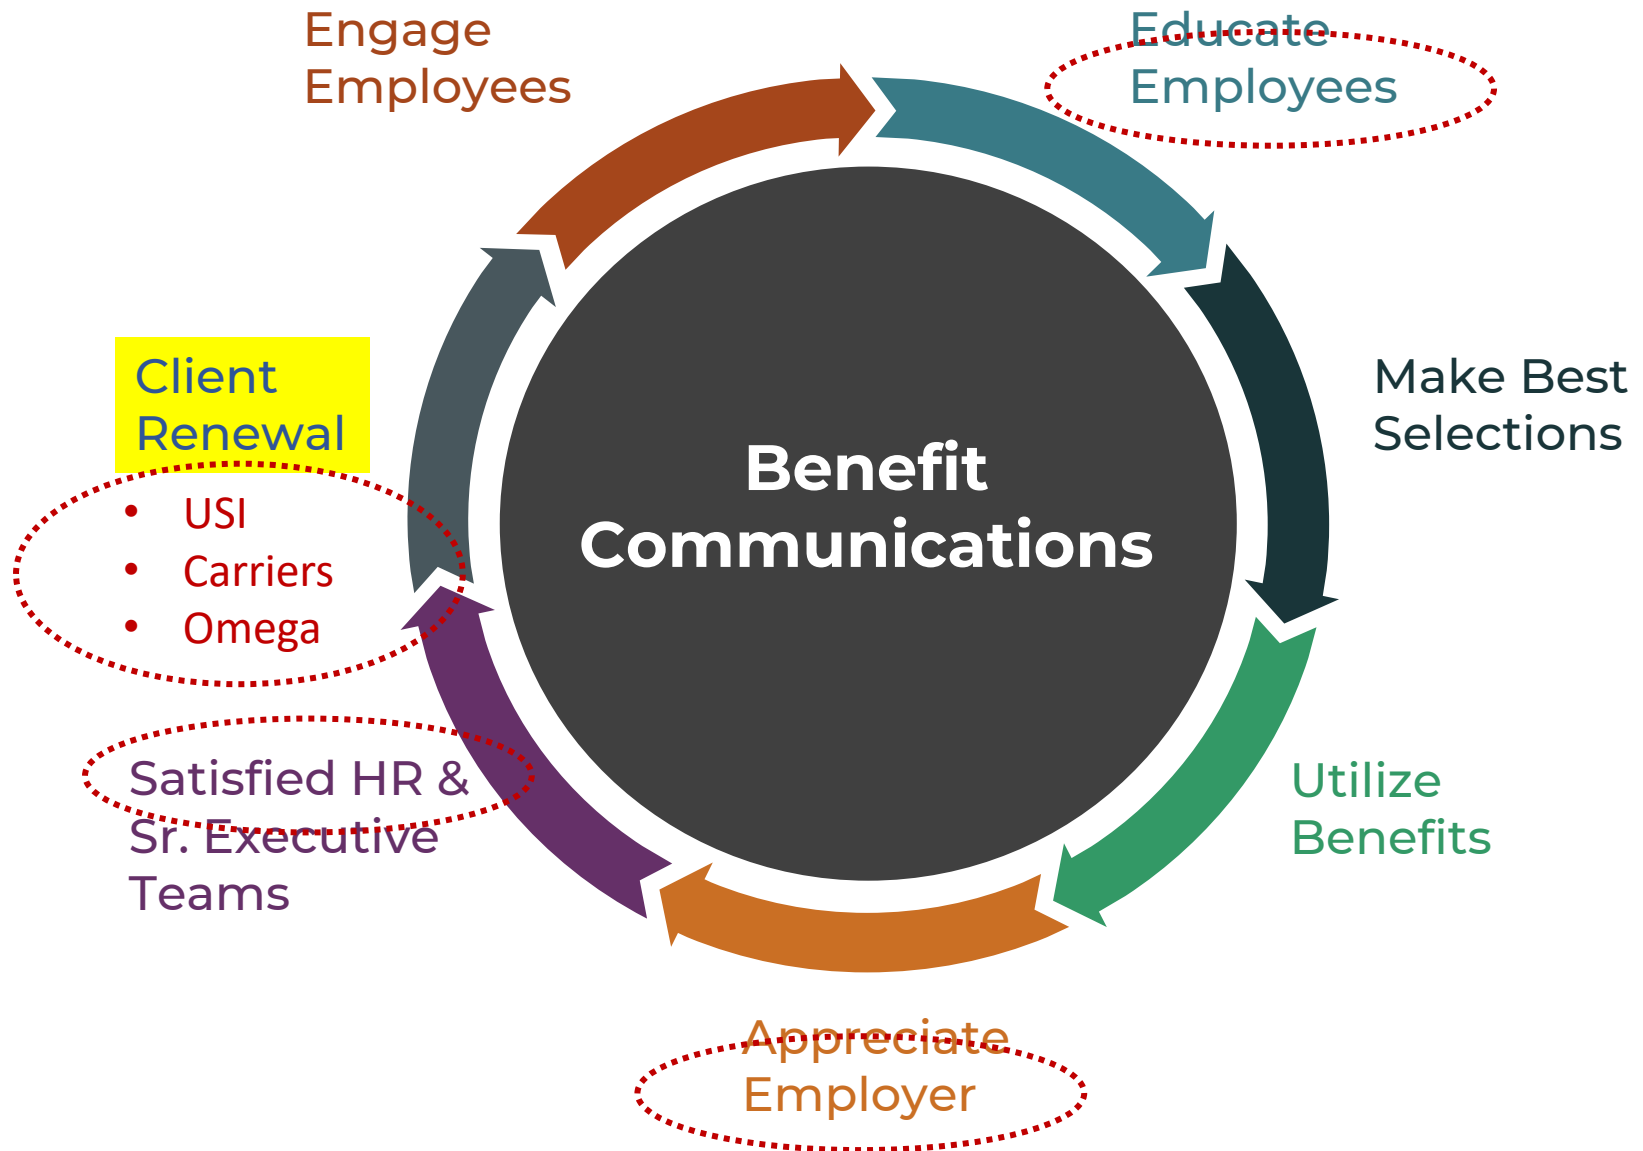 Engage
Employees
Educate
Employees
Make Best
Selections
Utilize
Benefits
Appreciate
Employer
Satisfied HR &
Sr. Executive
Teams
Client
Renewal
• USI
• Carriers
• Omega
Benefit
Communications